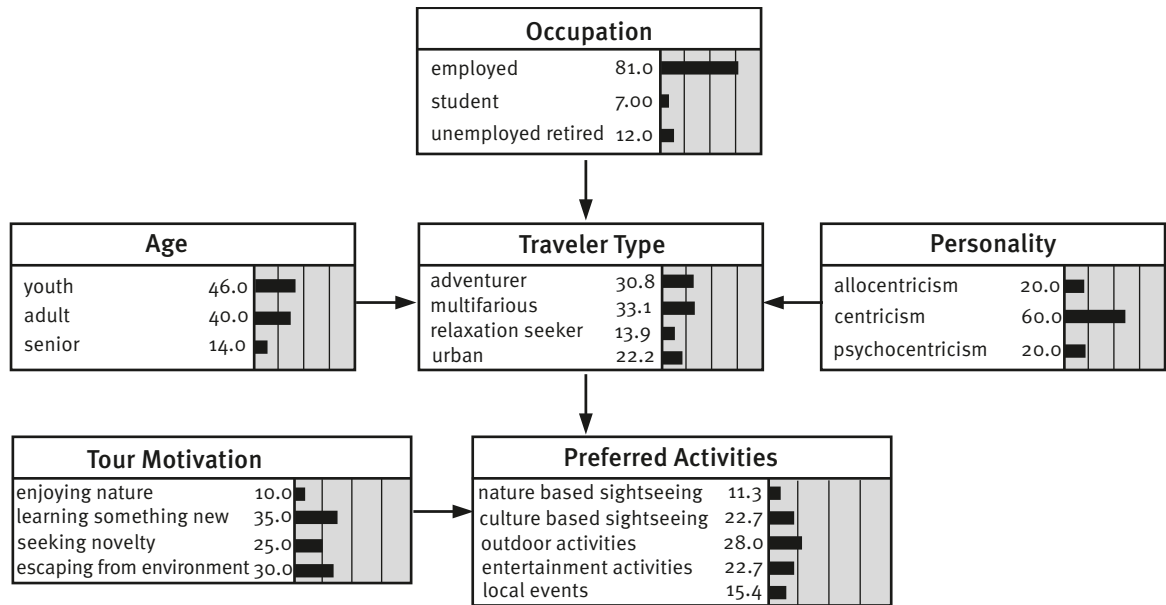 Occupation
employed 81.0
student 7.00
unemployed retired 12.0
Age
youth 46.0
adult 40.0
senior 14.0
Traveler Type
adventurer 30.8
multifarious 33.1
relaxation seeker 13.9
urban 22.2
Personality
allocentricism 20.0
centricism 60.0
psychocentricism 20.0
Tour Motivation
enjoying nature 10.0
learning something new 35.0
seeking novelty 25.0
escaping from environment 30.0
Preferred Activities
nature based sightseeing 11.3
culture based sightseeing 22.7
outdoor activities 28.0
entertainment activities 22.7
local events 15.4